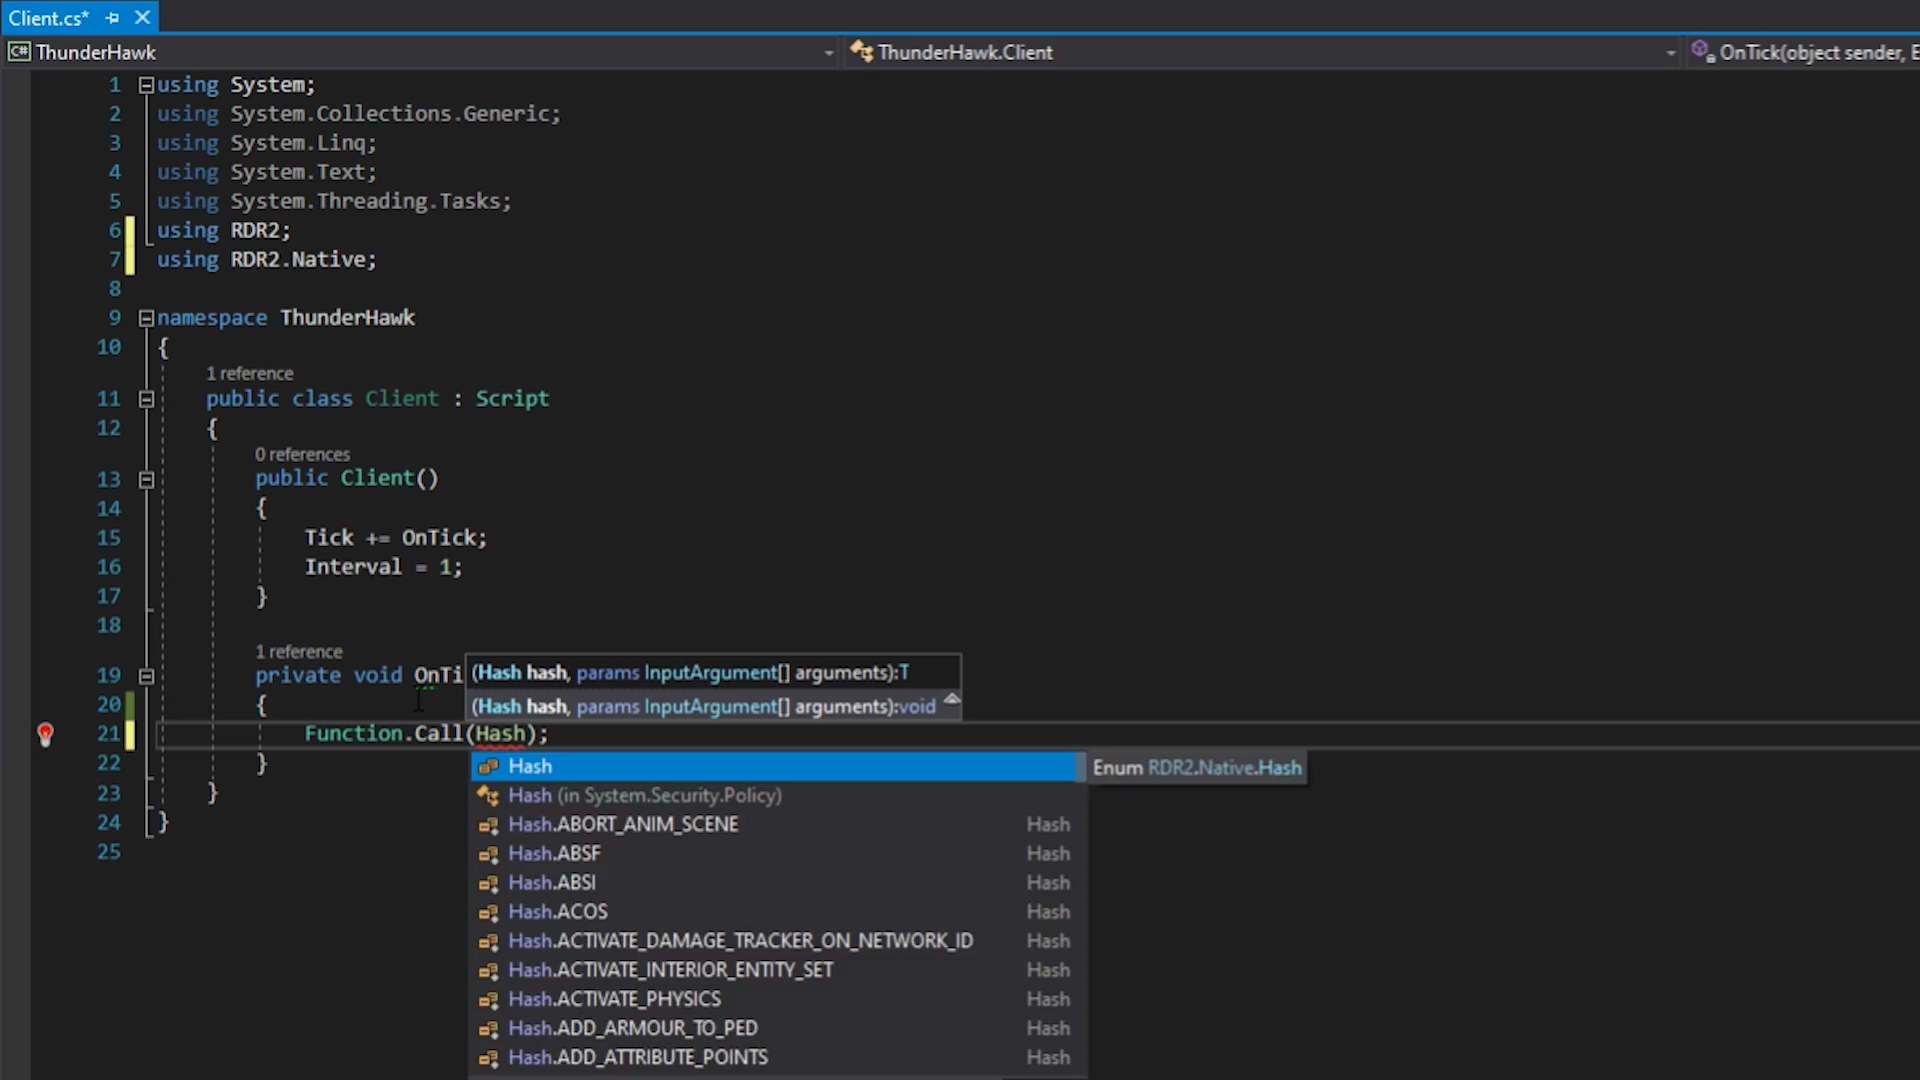 Client.cs*
ThunderHawk
ThunderHawk.Client
OnTick(object sender, E
1 using System;
2 using System.Collections.Generic;
3 using System.Linq;
4 using System.Text;
5 using System.Threading.Tasks;
6 using RDR2;
7 using RDR2.Native;
8
9 namespace ThunderHawk
10 {
1 reference
11 public class Client : Script
12 {
0 references
13 public Client()
14 {
15 Tick += OnTick;
16 Interval = 1;
17 }
18
1 reference
19 private void OnTi
(Hash hash, params InputArgument[] arguments):T
20 {
(Hash hash, params InputArgument[] arguments):void
21 Function.Call(Hash);
22 }
23 }
24 }
25
Hash
Enum RDR2.Native.Hash
Hash (in System.Security.Policy)
Hash.ABORT_ANIM_SCENE Hash
Hash.ABSF Hash
Hash.ABSI Hash
Hash.ACOS Hash
Hash.ACTIVATE_DAMAGE_TRACKER_ON_NETWORK_ID Hash
Hash.ACTIVATE_INTERIOR_ENTITY_SET Hash
Hash.ACTIVATE_PHYSICS Hash
Hash.ADD_ARMOUR_TO_PED Hash
Hash.ADD_ATTRIBUTE_POINTS Hash